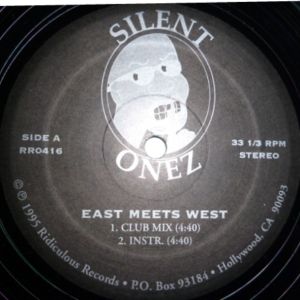 SILENT
ONEZ
SIDE A
RR0416
33 1/3 RPM
STEREO
EAST MEETS WEST
1. CLUB MIX (4:40)
2. INSTR. (4:40)
© ℗ 1995 Ridiculous Records • P.O. Box 93184 • Hollywood, CA 90093